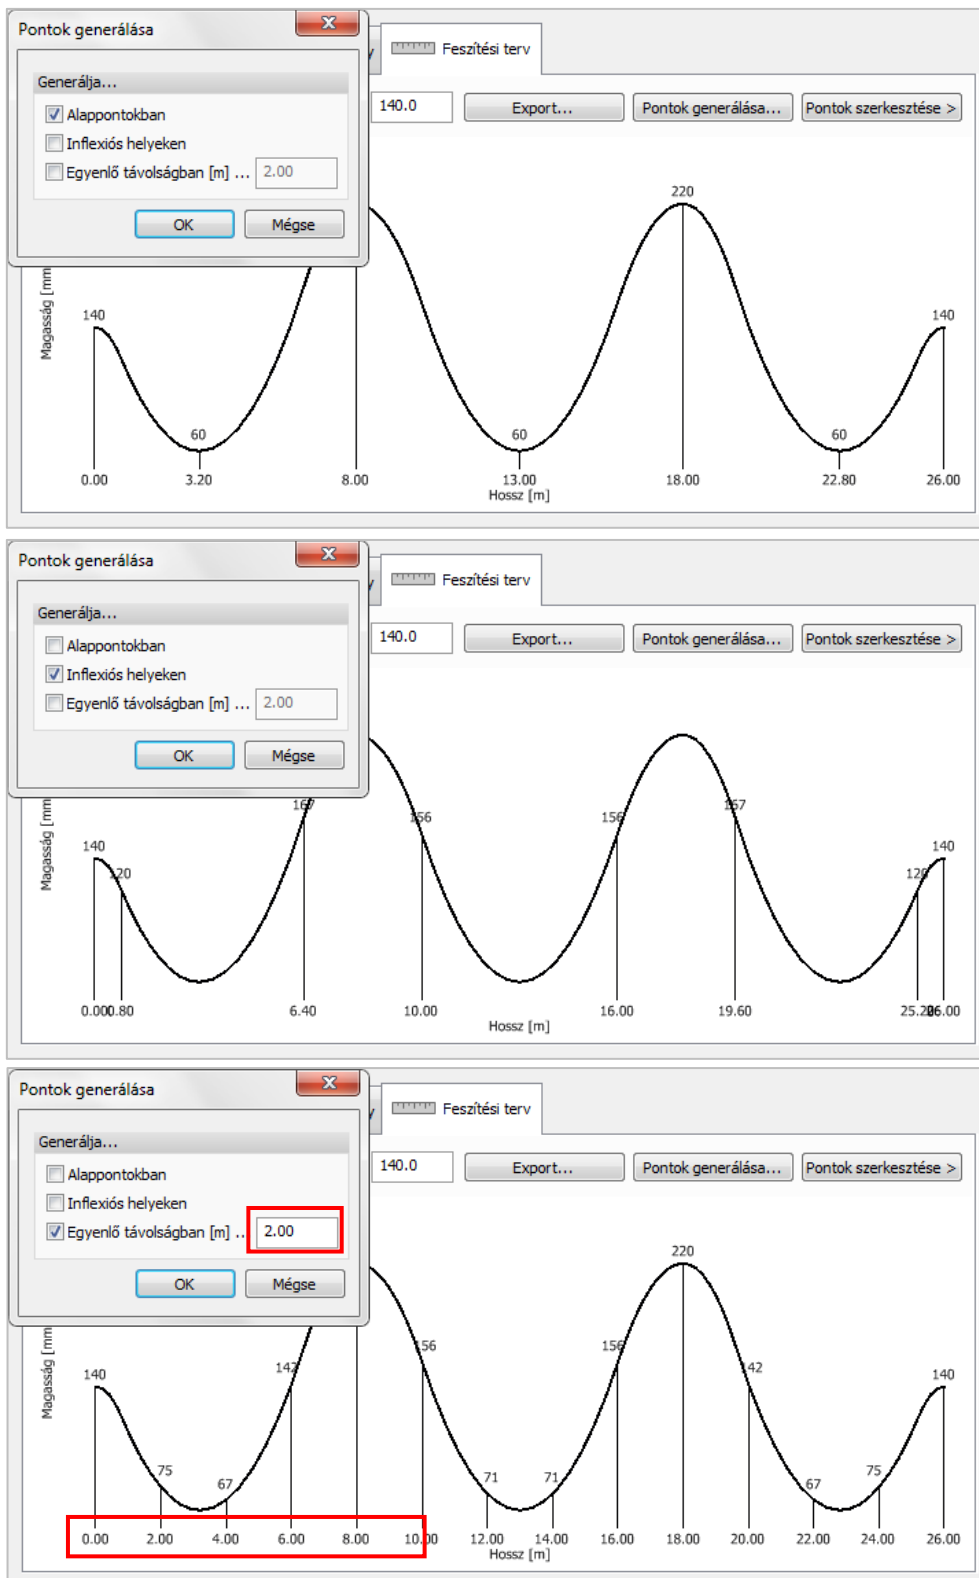 Pontok generálása
Feszítési terv
Generálja...
Alappontokban
Inflexiós helyeken
Egyenlő távolságban [m] ... 2.00
OK Mégse
140.0 Export... Pontok generálása... Pontok szerkesztése >
220
Magasság [mm
140 140
60 60 60
0.00 3.20 8.00 13.00 18.00 22.80 26.00
Hossz [m]
Pontok generálása
Feszítési terv
Generálja...
Alappontokban
Inflexiós helyeken
Egyenlő távolságban [m] ... 2.00
OK Mégse
140.0 Export... Pontok generálása... Pontok szerkesztése >
Magasság [mm
167 156 156 167
140 120 120 140
0.00 0.80 6.40 10.00 16.00 19.60 25.20 26.00
Hossz [m]
Pontok generálása
Feszítési terv
Generálja...
Alappontokban
Inflexiós helyeken
Egyenlő távolságban [m] .. 2.00
OK Mégse
140.0 Export... Pontok generálása... Pontok szerkesztése >
220
Magasság [mm
140 142 156 156 142 140
75 67 71 71 67 75
0.00 2.00 4.00 6.00 8.00 10.00 12.00 14.00 16.00 18.00 20.00 22.00 24.00 26.00
Hossz [m]